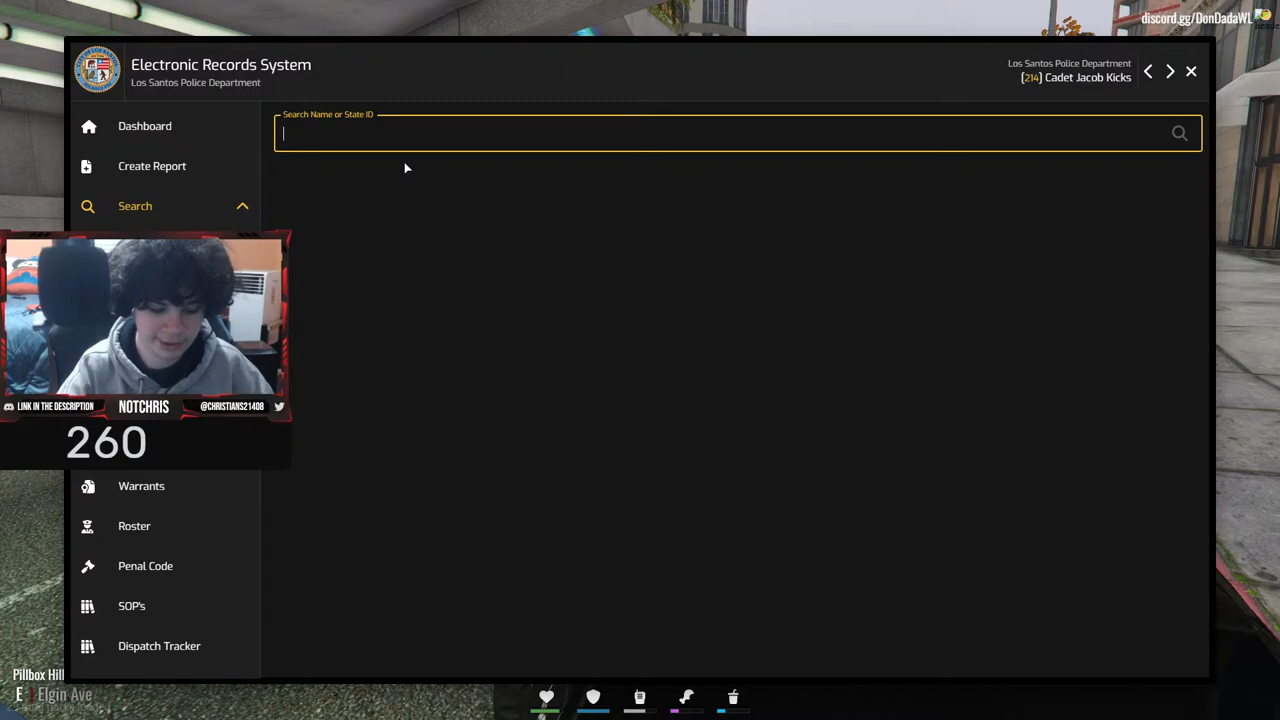 discord.gg/DonDadaWL
Electronic Records System
Los Santos Police Department
Los Santos Police Department
[214] Cadet Jacob Kicks
Dashboard
Create Report
Search
Search Name or State ID
LINK IN THE DESCRIPTION
NOTCHRIS
@CHRISTIANS21408
260
Warrants
Roster
Penal Code
SOP's
Dispatch Tracker
Pillbox Hill
E
Elgin Ave